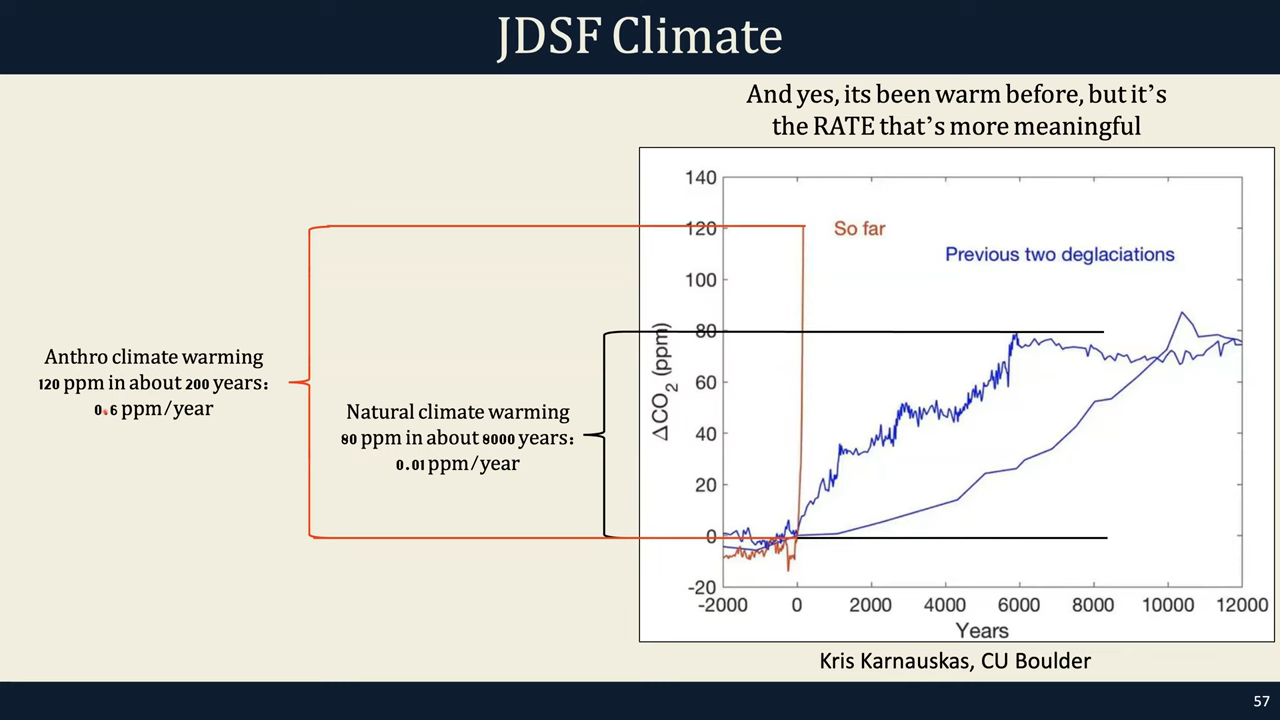 JDSF Climate
And yes, its been warm before, but it’s
the RATE that’s more meaningful
Anthro climate warming
120 ppm in about 200 years:
0.6 ppm/year
Natural climate warming
80 ppm in about 8000 years:
0.01 ppm/year
140
120
100
80
60
40
20
0
-20
ΔCO2 (ppm)
So far
Previous two deglaciations
-2000 0 2000 4000 6000 8000 10000 12000
Years
Kris Karnauskas, CU Boulder
57